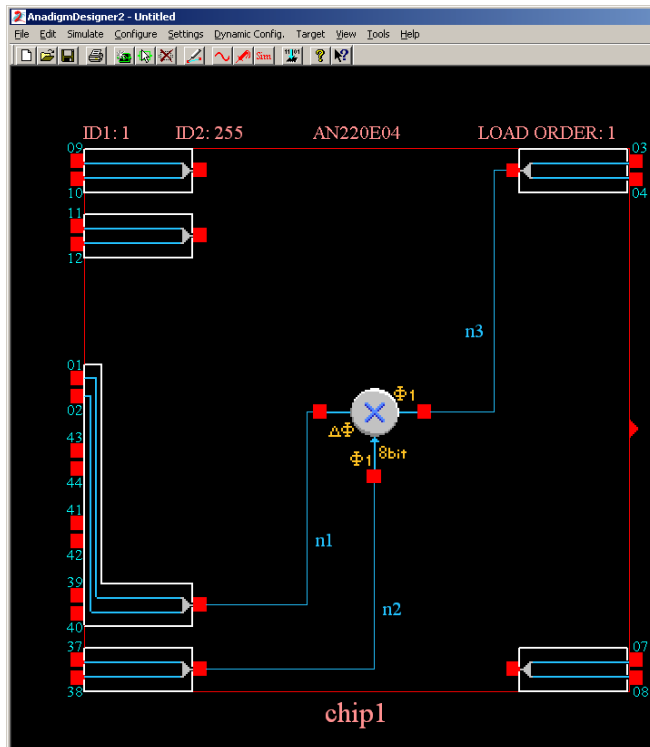 AnadigmDesigner2 - Untitled
File Edit Simulate Configure Settings Dynamic Config. Target View Tools Help
Sim
ID1: 1 ID2: 255 AN220E04 LOAD ORDER: 1
09 03
10 04
11
12
n3
01
Φ1
02
ΔΦ
43
Φ1 8bit
44
41
n1
42
39
n2
40
37 07
38 08
chip1